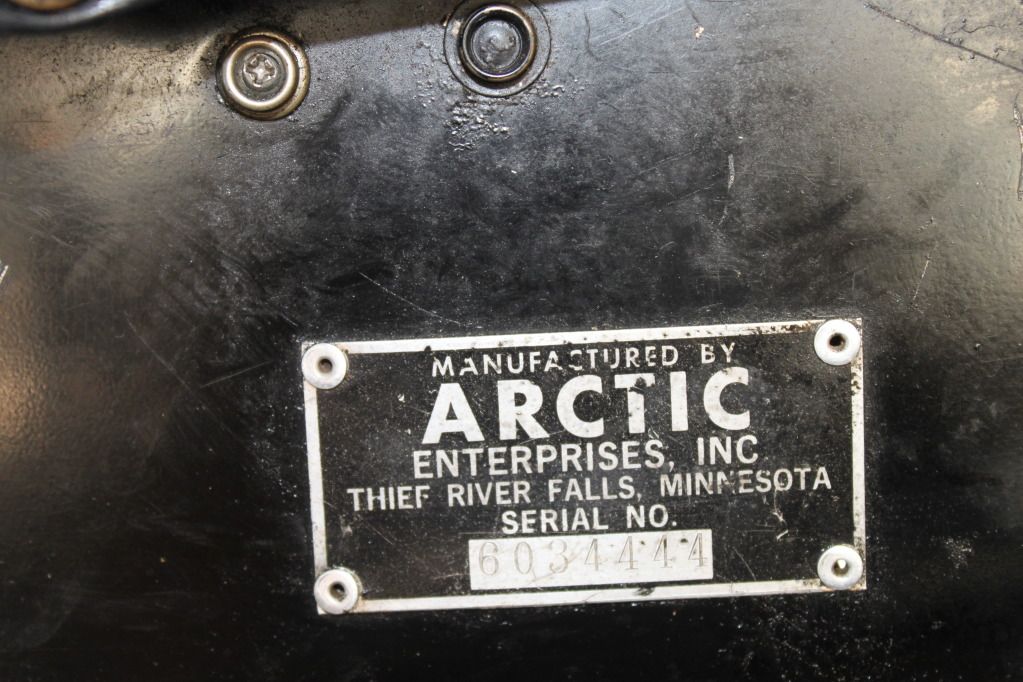 MANUFACTURED BY
ARCTIC
ENTERPRISES, INC
THIEF RIVER FALLS, MINNESOTA
SERIAL NO.
6034444